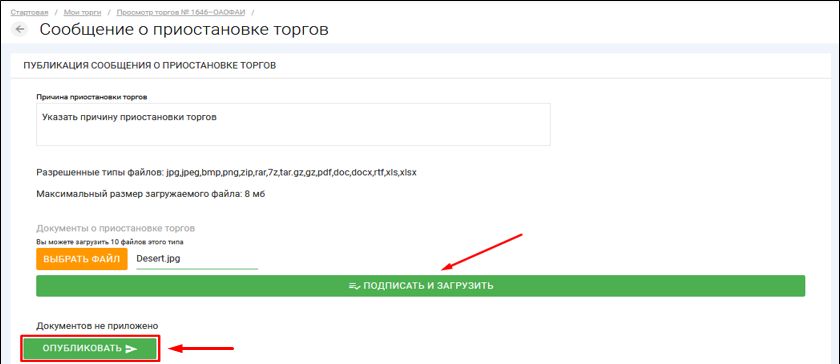 Стартовая / Мои торги / Просмотр торгов № 1646–ОАОФАИ /
Сообщение о приостановке торгов
ПУБЛИКАЦИЯ СООБЩЕНИЯ О ПРИОСТАНОВКЕ ТОРГОВ
Причина приостановки торгов
Указать причину приостановки торгов
Разрешенные типы файлов: jpg,jpeg,bmp,png,zip,rar,7z,tar.gz,gz,pdf,doc,docx,rtf,xls,xlsx
Максимальный размер загружаемого файла: 8 мб
Документы о приостановке торгов
Вы можете загрузить 10 файлов этого типа
ВЫБРАТЬ ФАЙЛ Desert.jpg
ПОДПИСАТЬ И ЗАГРУЗИТЬ
Документов не приложено
ОПУБЛИКОВАТЬ